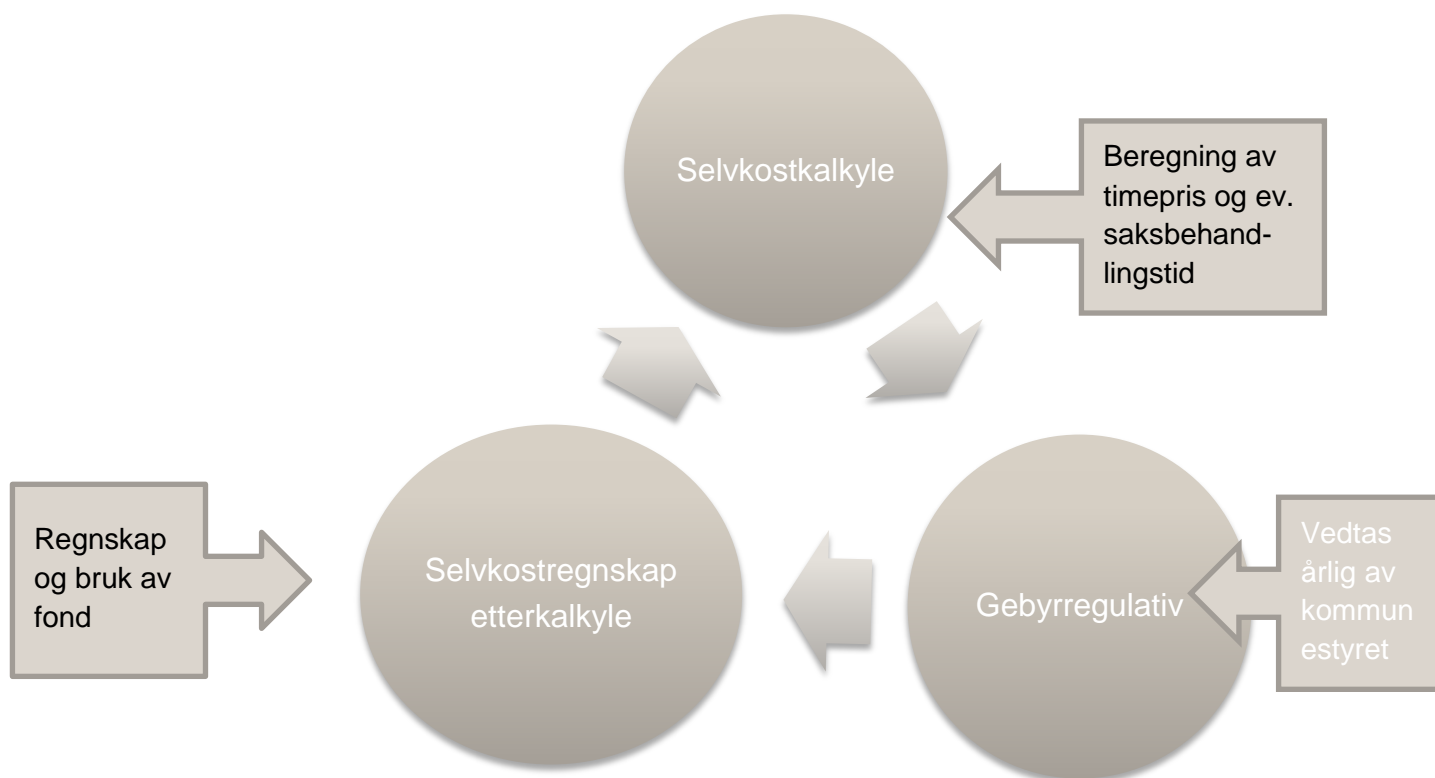 Selvkostkalkyle
Beregning av
timepris og ev.
saksbehand-
lingstid
Regnskap
og bruk av
fond
Selvkostregnskap
etterkalkyle
Gebyrregulativ
Vedtas
årlig av
kommun
estyret